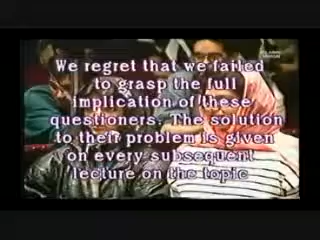 We regret that we failed
to grasp the full
implication of these
questioners. The solution
to their problem is given
on every subsequent
lecture on the topic